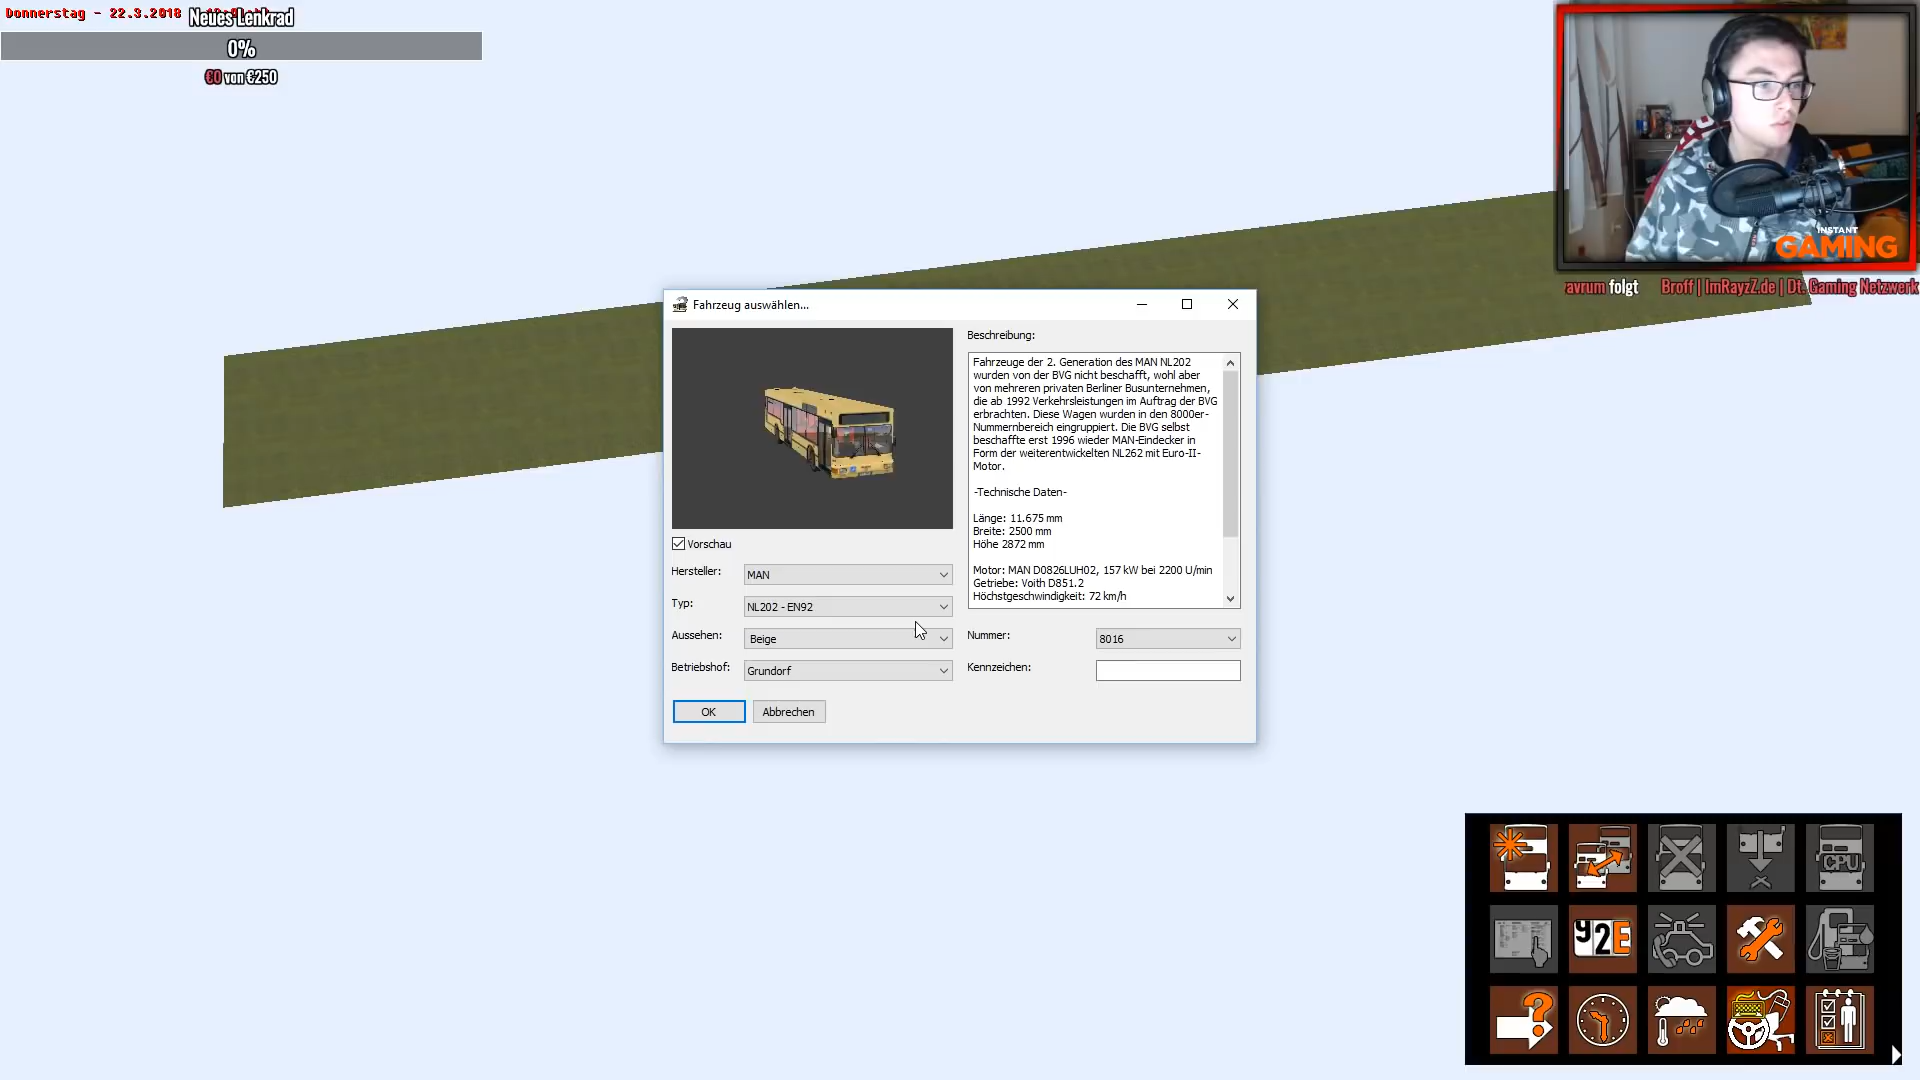 Donnerstag - 22.3.2018
Neues Lenkrad
0%
€0 von €250
INSTANT
GAMING
avrum folgt
Broff | ImRayzZ.de | Dt. Gaming Netzwerk
Fahrzeug auswählen...
Beschreibung:
Fahrzeuge der 2. Generation des MAN NL202
wurden von der BVG nicht beschafft, wohl aber
von mehreren privaten Berliner Busunternehmen,
die ab 1992 Verkehrsleistungen im Auftrag der BVG
erbrachten. Diese Wagen wurden in den 8000er-
Nummernbereich eingruppiert. Die BVG selbst
beschaffte erst 1996 wieder MAN-Eindecker in
Form der weiterentwickelten NL262 mit Euro-II-
Motor.
-Technische Daten-
Länge: 11.675 mm
Breite: 2500 mm
Höhe 2872 mm
Motor: MAN D0826LUH02, 157 kW bei 2200 U/min
Getriebe: Voith D851.2
Höchstgeschwindigkeit: 72 km/h
Vorschau
Hersteller: MAN
Typ: NL202 - EN92
Aussehen: Beige
Betriebshof: Grundorf
Nummer: 8016
Kennzeichen:
OK
Abbrechen
CPU
92E